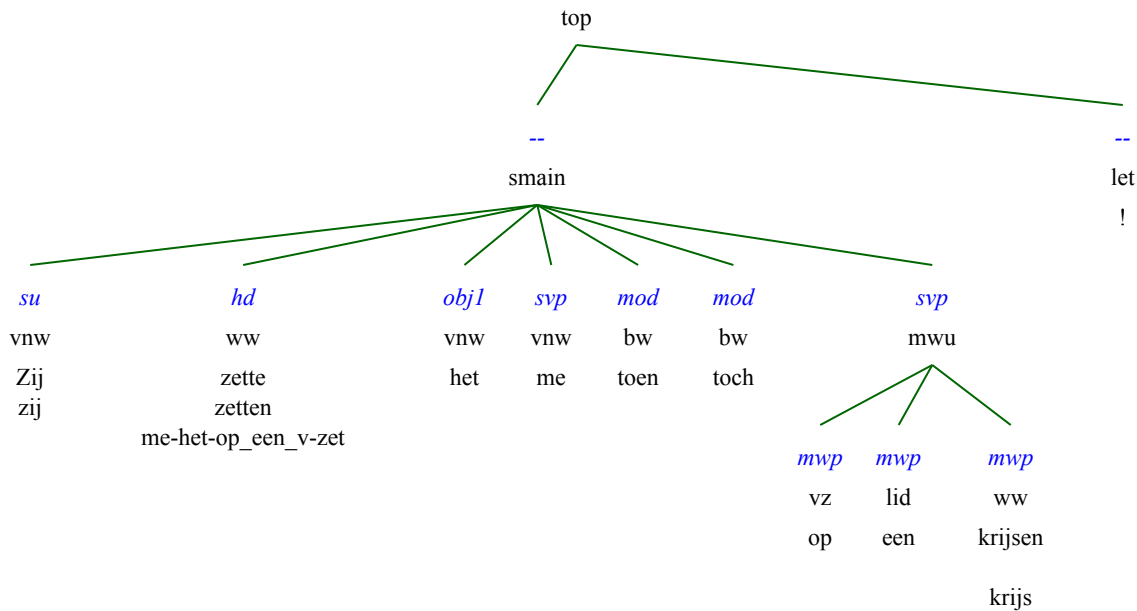 top
-- --
smain let
!
su hd obj1 svp mod mod svp
vnw ww vnw vnw bw bw mwu
Zij zette het me toen toch
zij zetten
me-het-op_een_v-zet
mwp mwp mwp
vz lid ww
op een krijsen
krijs